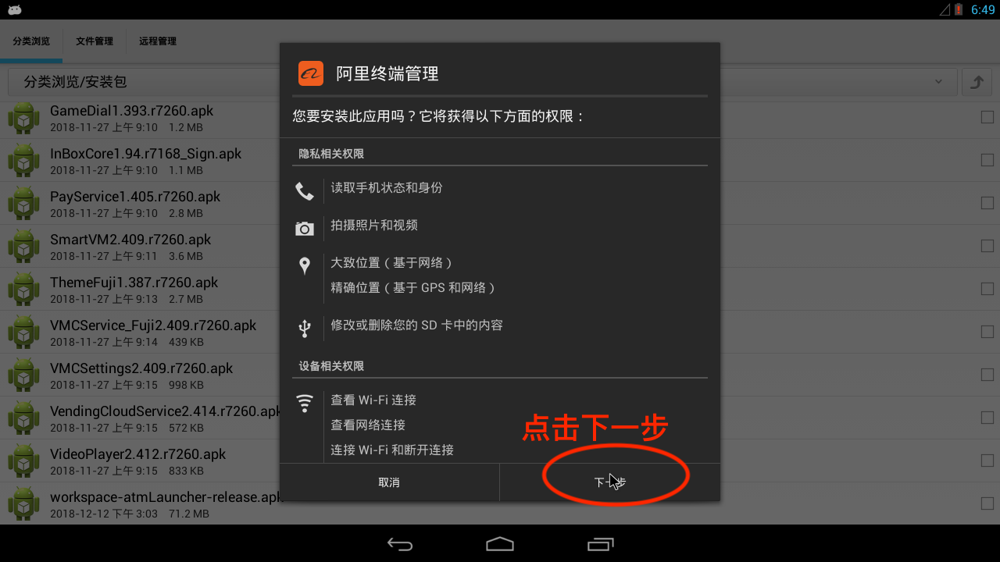 6:49
分类浏览 文件管理 远程管理
分类浏览/安装包
GameDial1.393.r7260.apk
2018-11-27 上午 9:10 1.2 MB
InBoxCore1.94.r7168_Sign.apk
2018-11-27 上午 9:10 1.1 MB
PayService1.405.r7260.apk
2018-11-27 上午 9:10 2.8 MB
SmartVM2.409.r7260.apk
2018-11-27 上午 9:11 3.6 MB
ThemeFuji1.387.r7260.apk
2018-11-27 上午 9:13 2.7 MB
VMCService_Fuji2.409.r7260.apk
2018-11-27 上午 9:14 439 KB
VMCSettings2.409.r7260.apk
2018-11-27 上午 9:15 998 KB
VendingCloudService2.414.r7260.apk
2018-11-27 上午 9:15 572 KB
VideoPlayer2.412.r7260.apk
2018-11-27 上午 9:15 833 KB
workspace-atmLauncher-release.apk
2018-12-12 下午 3:03 71.2 MB
阿里终端管理
您要安装此应用吗？它将获得以下方面的权限：
隐私相关权限
读取手机状态和身份
拍摄照片和视频
大致位置（基于网络）
精确位置（基于 GPS 和网络）
修改或删除您的 SD 卡中的内容
设备相关权限
查看 Wi-Fi 连接
查看网络连接
连接 Wi-Fi 和断开连接
点击下一步
取消 下一步